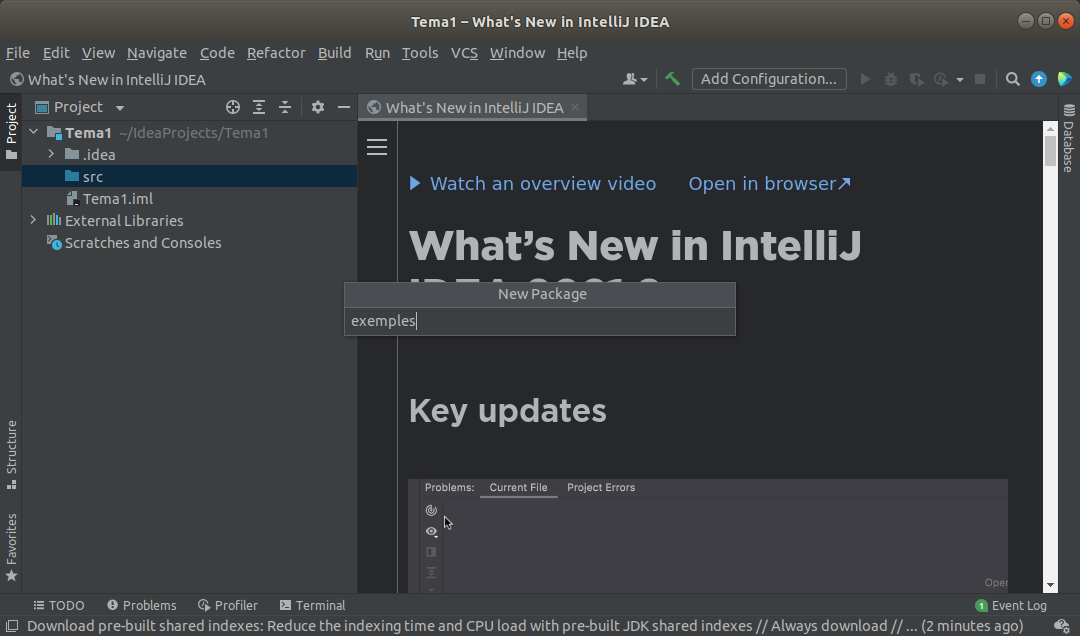 Tema1 – What's New in IntelliJ IDEA
File Edit View Navigate Code Refactor Build Run Tools VCS Window Help
What's New in IntelliJ IDEA
Add Configuration...
Project
Project
What's New in IntelliJ IDEA
Database
Tema1 ~/IdeaProjects/Tema1
.idea
src
Tema1.iml
External Libraries
Scratches and Consoles
Watch an overview video
Open in browser↗
What's New in IntelliJ
New Package
exemples
Key updates
Problems: Current File Project Errors
Structure
Favorites
TODO Problems Profiler Terminal
1 Event Log
Download pre-built shared indexes: Reduce the indexing time and CPU load with pre-built JDK shared indexes // Always download // ... (2 minutes ago)